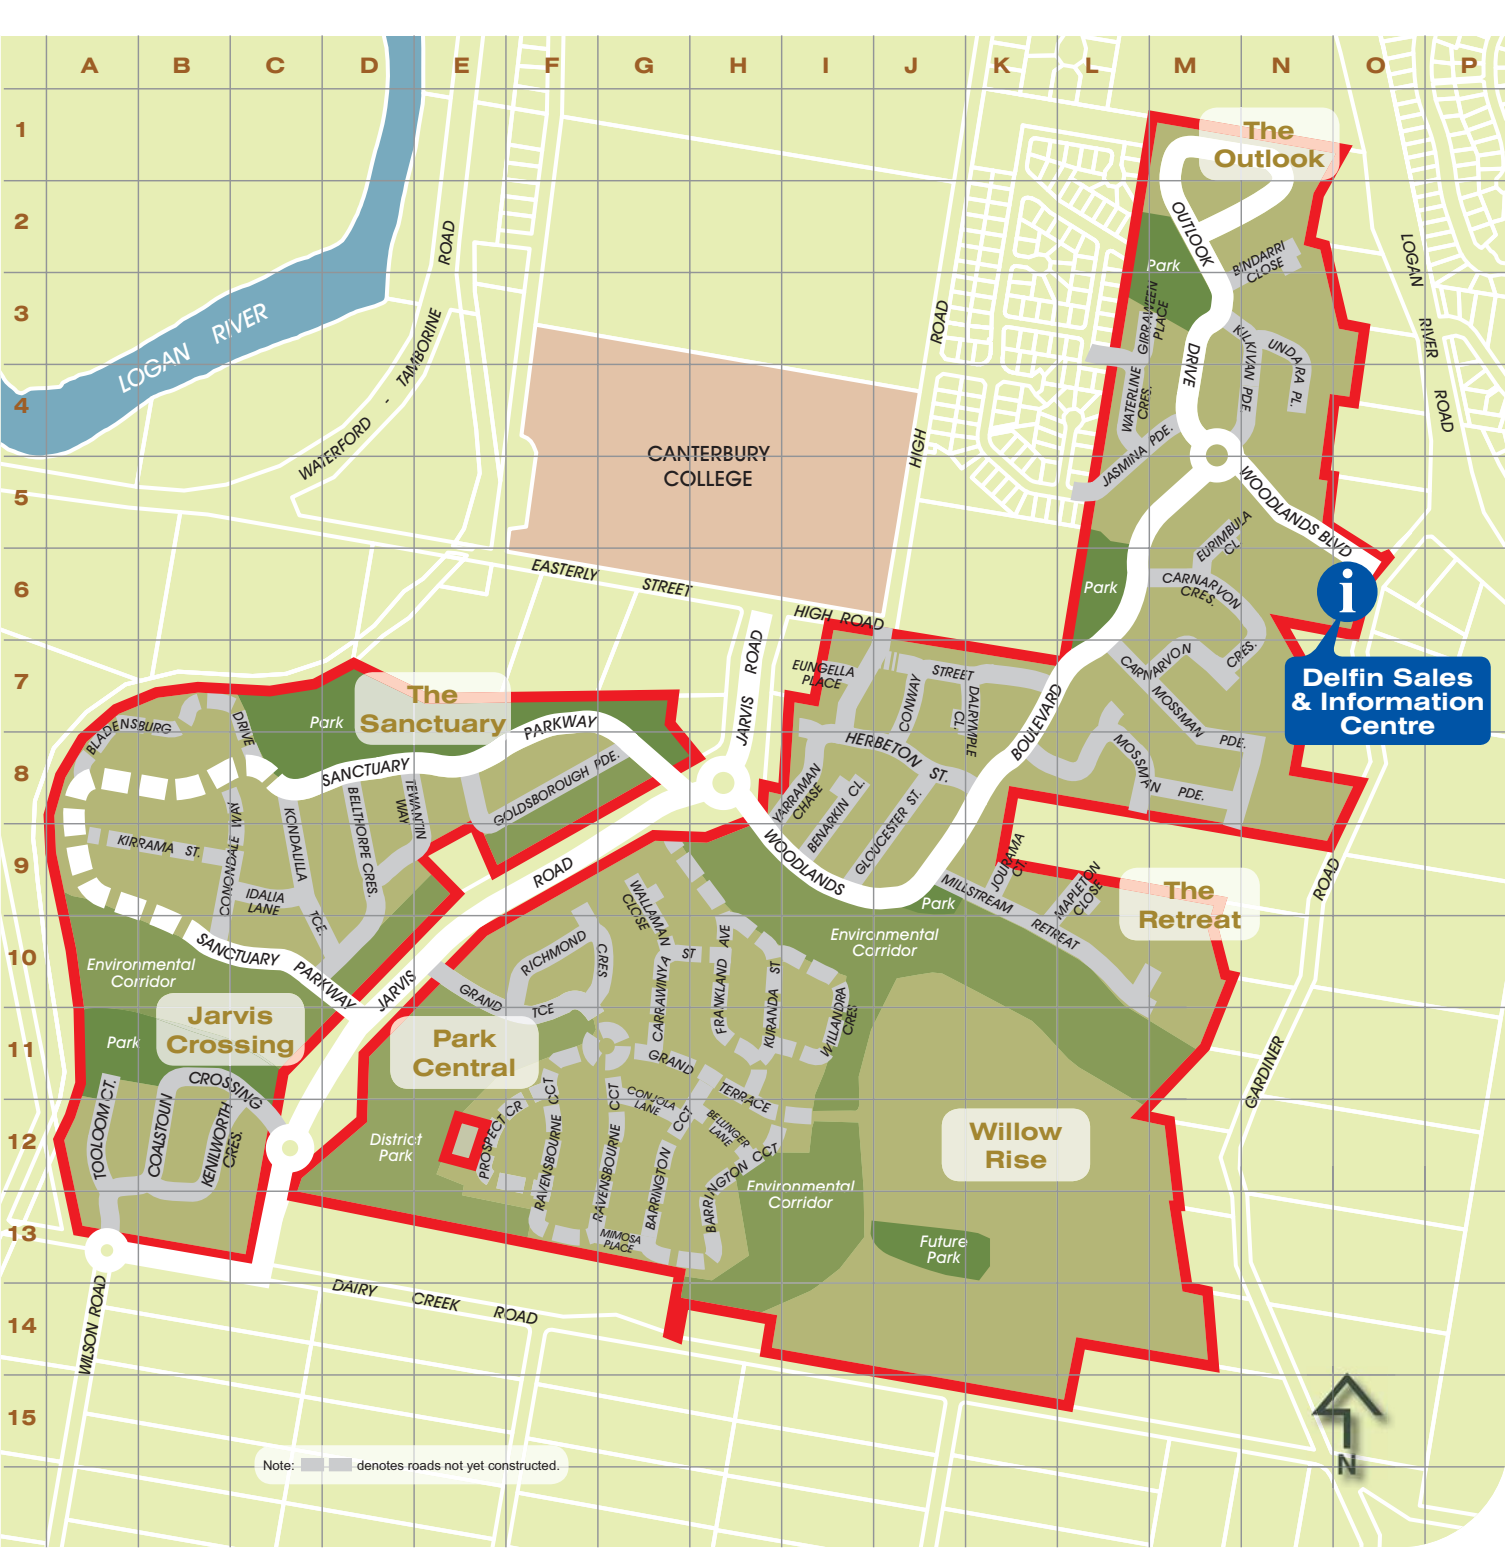 A B C D E F G H I J K L M N O P
1
2
3
4
5
6
7
8
9
10
11
12
13
14
15
The
Outlook
OUTLOOK
DRIVE
Park
BINDARRI
CLOSE
GIRRAWEEN
PLACE
KILKIVAN PDE
UNDARA PL.
WATERLINE
CRES.
JASMINA PDE.
LOGAN RIVER ROAD
LOGAN RIVER
WATERFORD - TAMBORINE ROAD
CANTERBURY
COLLEGE
HIGH ROAD
EASTERLY STREET
HIGH ROAD
JARVIS ROAD
WOODLANDS BLVD
EURIMBULA
CL.
CARNARVON
CRES.
Park
CARNARVON CRES.
MOSSMAN PDE.
MOSSMAN PDE.
i
Delfin Sales
& Information
Centre
EUNGELLA
PLACE
STREET
CONWAY
DALRYMPLE
CL.
HERBETON ST.
BOULEVARD
YARRAMAN
CHASE
BENARKIN CL.
GLOUCESTER ST.
WOODLANDS
The
Sanctuary
Park
BLADENSBURG DRIVE
SANCTUARY PARKWAY
GOLDSBOROUGH PDE.
TEWANTIN
WAY
BELLTHORPE CRES.
KONDALILLA TCE.
CONONDALE WAY
KIRRAMA ST.
IDALIA
LANE
JARVIS ROAD
JOURAMA
CT.
MILLSTREAM RETREAT
MAPLETON
CLOSE
The
Retreat
Park
Environmental
Corridor
GARDINER ROAD
SANCTUARY PARKWAY
Environmental
Corridor
Park
Jarvis
Crossing
CROSSING
TOOLOOM CT.
COALSTOUN
KENILWORTH
CRES.
Park
Central
WALLAMAN
CLOSE
RICHMOND CRES
GRAND TCE
CARRAWINYA ST
FRANKLAND AVE
KURANDA ST
WILLANDRA
CRES
GRAND TERRACE
CONJOLA
LANE
BELLINGER
LANE
PROSPECT CR
RAVENSBOURNE CCT
RAVENSBOURNE CCT
BARRINGTON CCT
BARRINGTON CCT
MIMOSA
PLACE
District
Park
Environmental
Corridor
Willow
Rise
Future
Park
WILSON ROAD
DAIRY CREEK ROAD
Note: denotes roads not yet constructed.
N